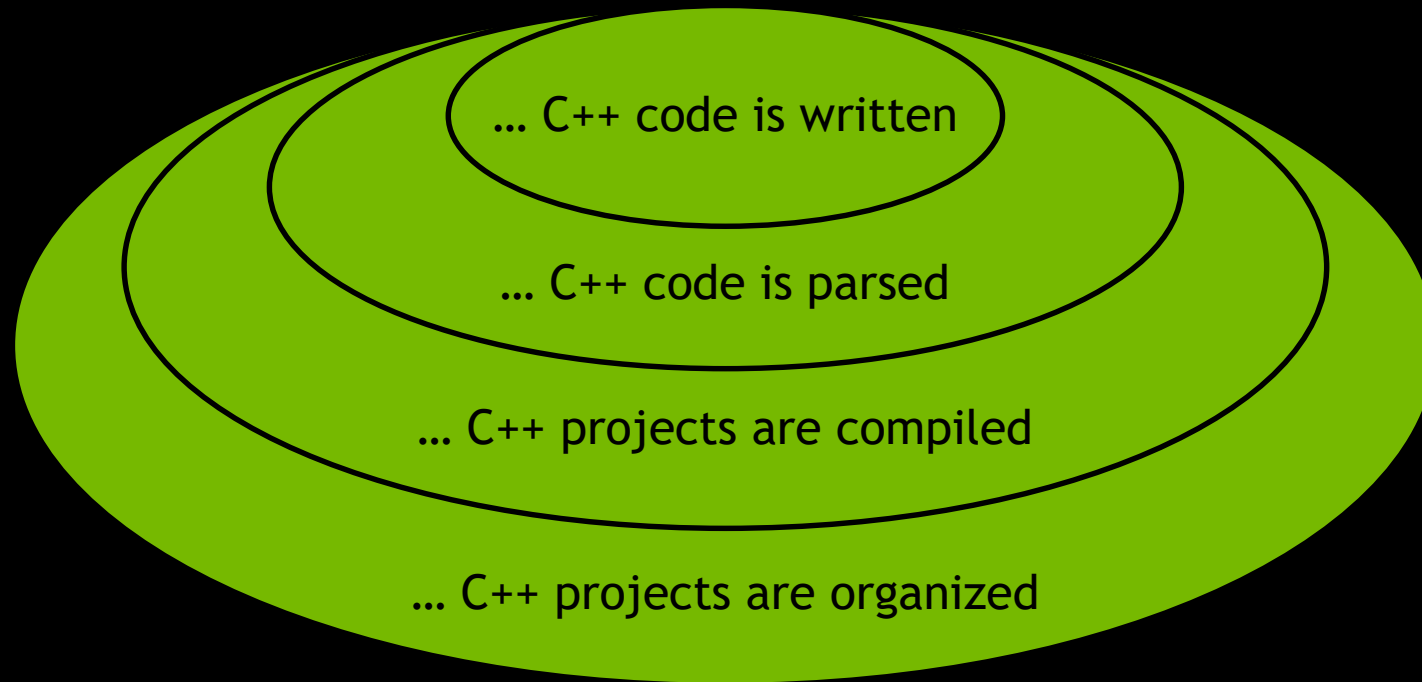 … C++ code is written
… C++ code is parsed
… C++ projects are compiled
… C++ projects are organized